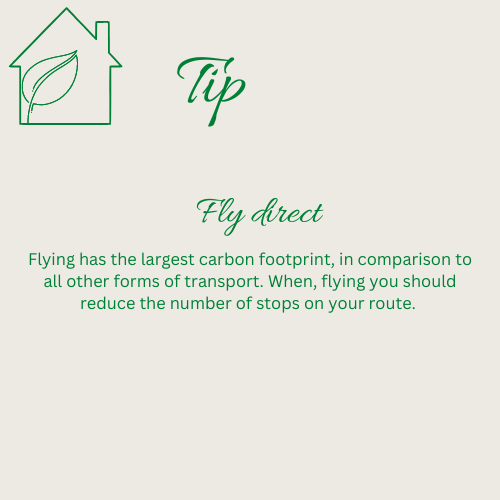 Tip
Fly direct
Flying has the largest carbon footprint, in comparison to
all other forms of transport. When, flying you should
reduce the number of stops on your route.